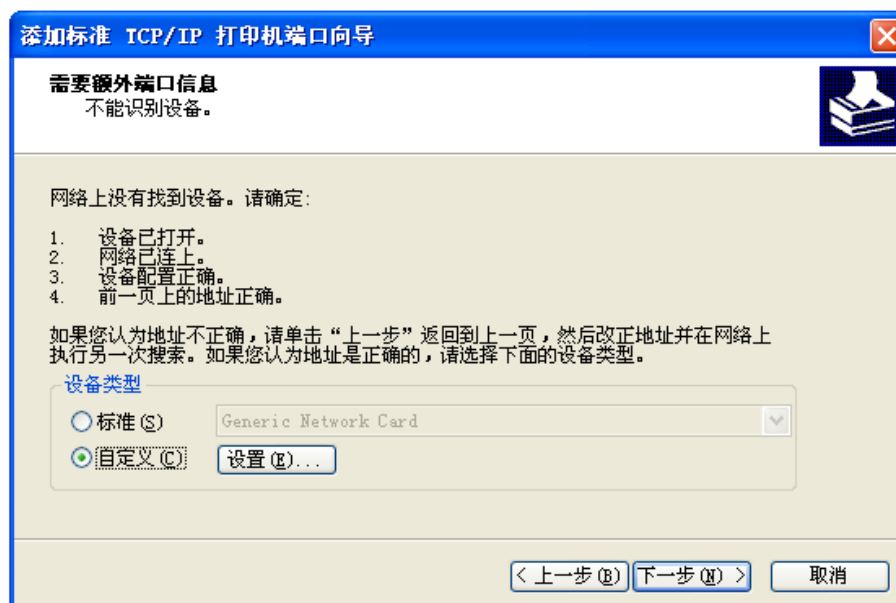 添加标准 TCP/IP 打印机端口向导
需要额外端口信息
不能识别设备。
网络上没有找到设备。请确定:
1. 设备已打开。
2. 网络已连上。
3. 设备配置正确。
4. 前一页上的地址正确。
如果您认为地址不正确，请单击“上一步”返回到上一页，然后改正地址并在网络上
执行另一次搜索。如果您认为地址是正确的，请选择下面的设备类型。
设备类型
标准(S) Generic Network Card
自定义(C) 设置(E)...
< 上一步(B) 下一步(N) > 取消